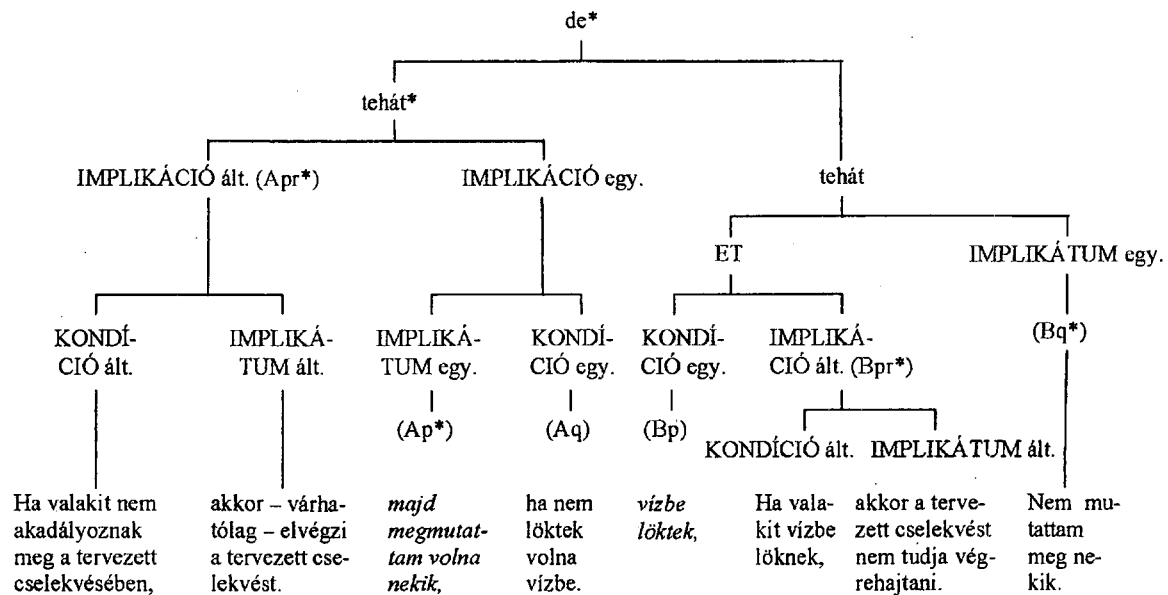 de*
tehát*
IMPLIKÁCIÓ ált. (Apr*)
IMPLIKÁCIÓ egy.
tehát
ET
IMPLIKÁTUM egy.
KONDÍ-
CIÓ ált.
IMPLIKÁ-
TUM ált.
IMPLIKÁ-
TUM egy.
KONDÍ-
CIÓ egy.
KONDÍ-
CIÓ egy.
IMPLIKÁ-
CIÓ ált. (Bpr*)
(Bq*)
(Ap*)
(Aq)
(Bp)
KONDÍCIÓ ált.
IMPLIKÁTUM ált.
Ha valakit nem
akadályoznak
meg a tervezett
cselekvésében,
akkor – várha-
tólag – elvégzi
a tervezett cse-
lekvést.
majd
megmutat-
tam volna
nekik,
ha nem
löktek
volna
vízbe.
vízbe
löktek,
Ha vala-
kit vízbe
löknek,
akkor a terve-
zett cselekvést
nem tudja vég-
rehajtani.
Nem mu-
tattam
meg ne-
kik.